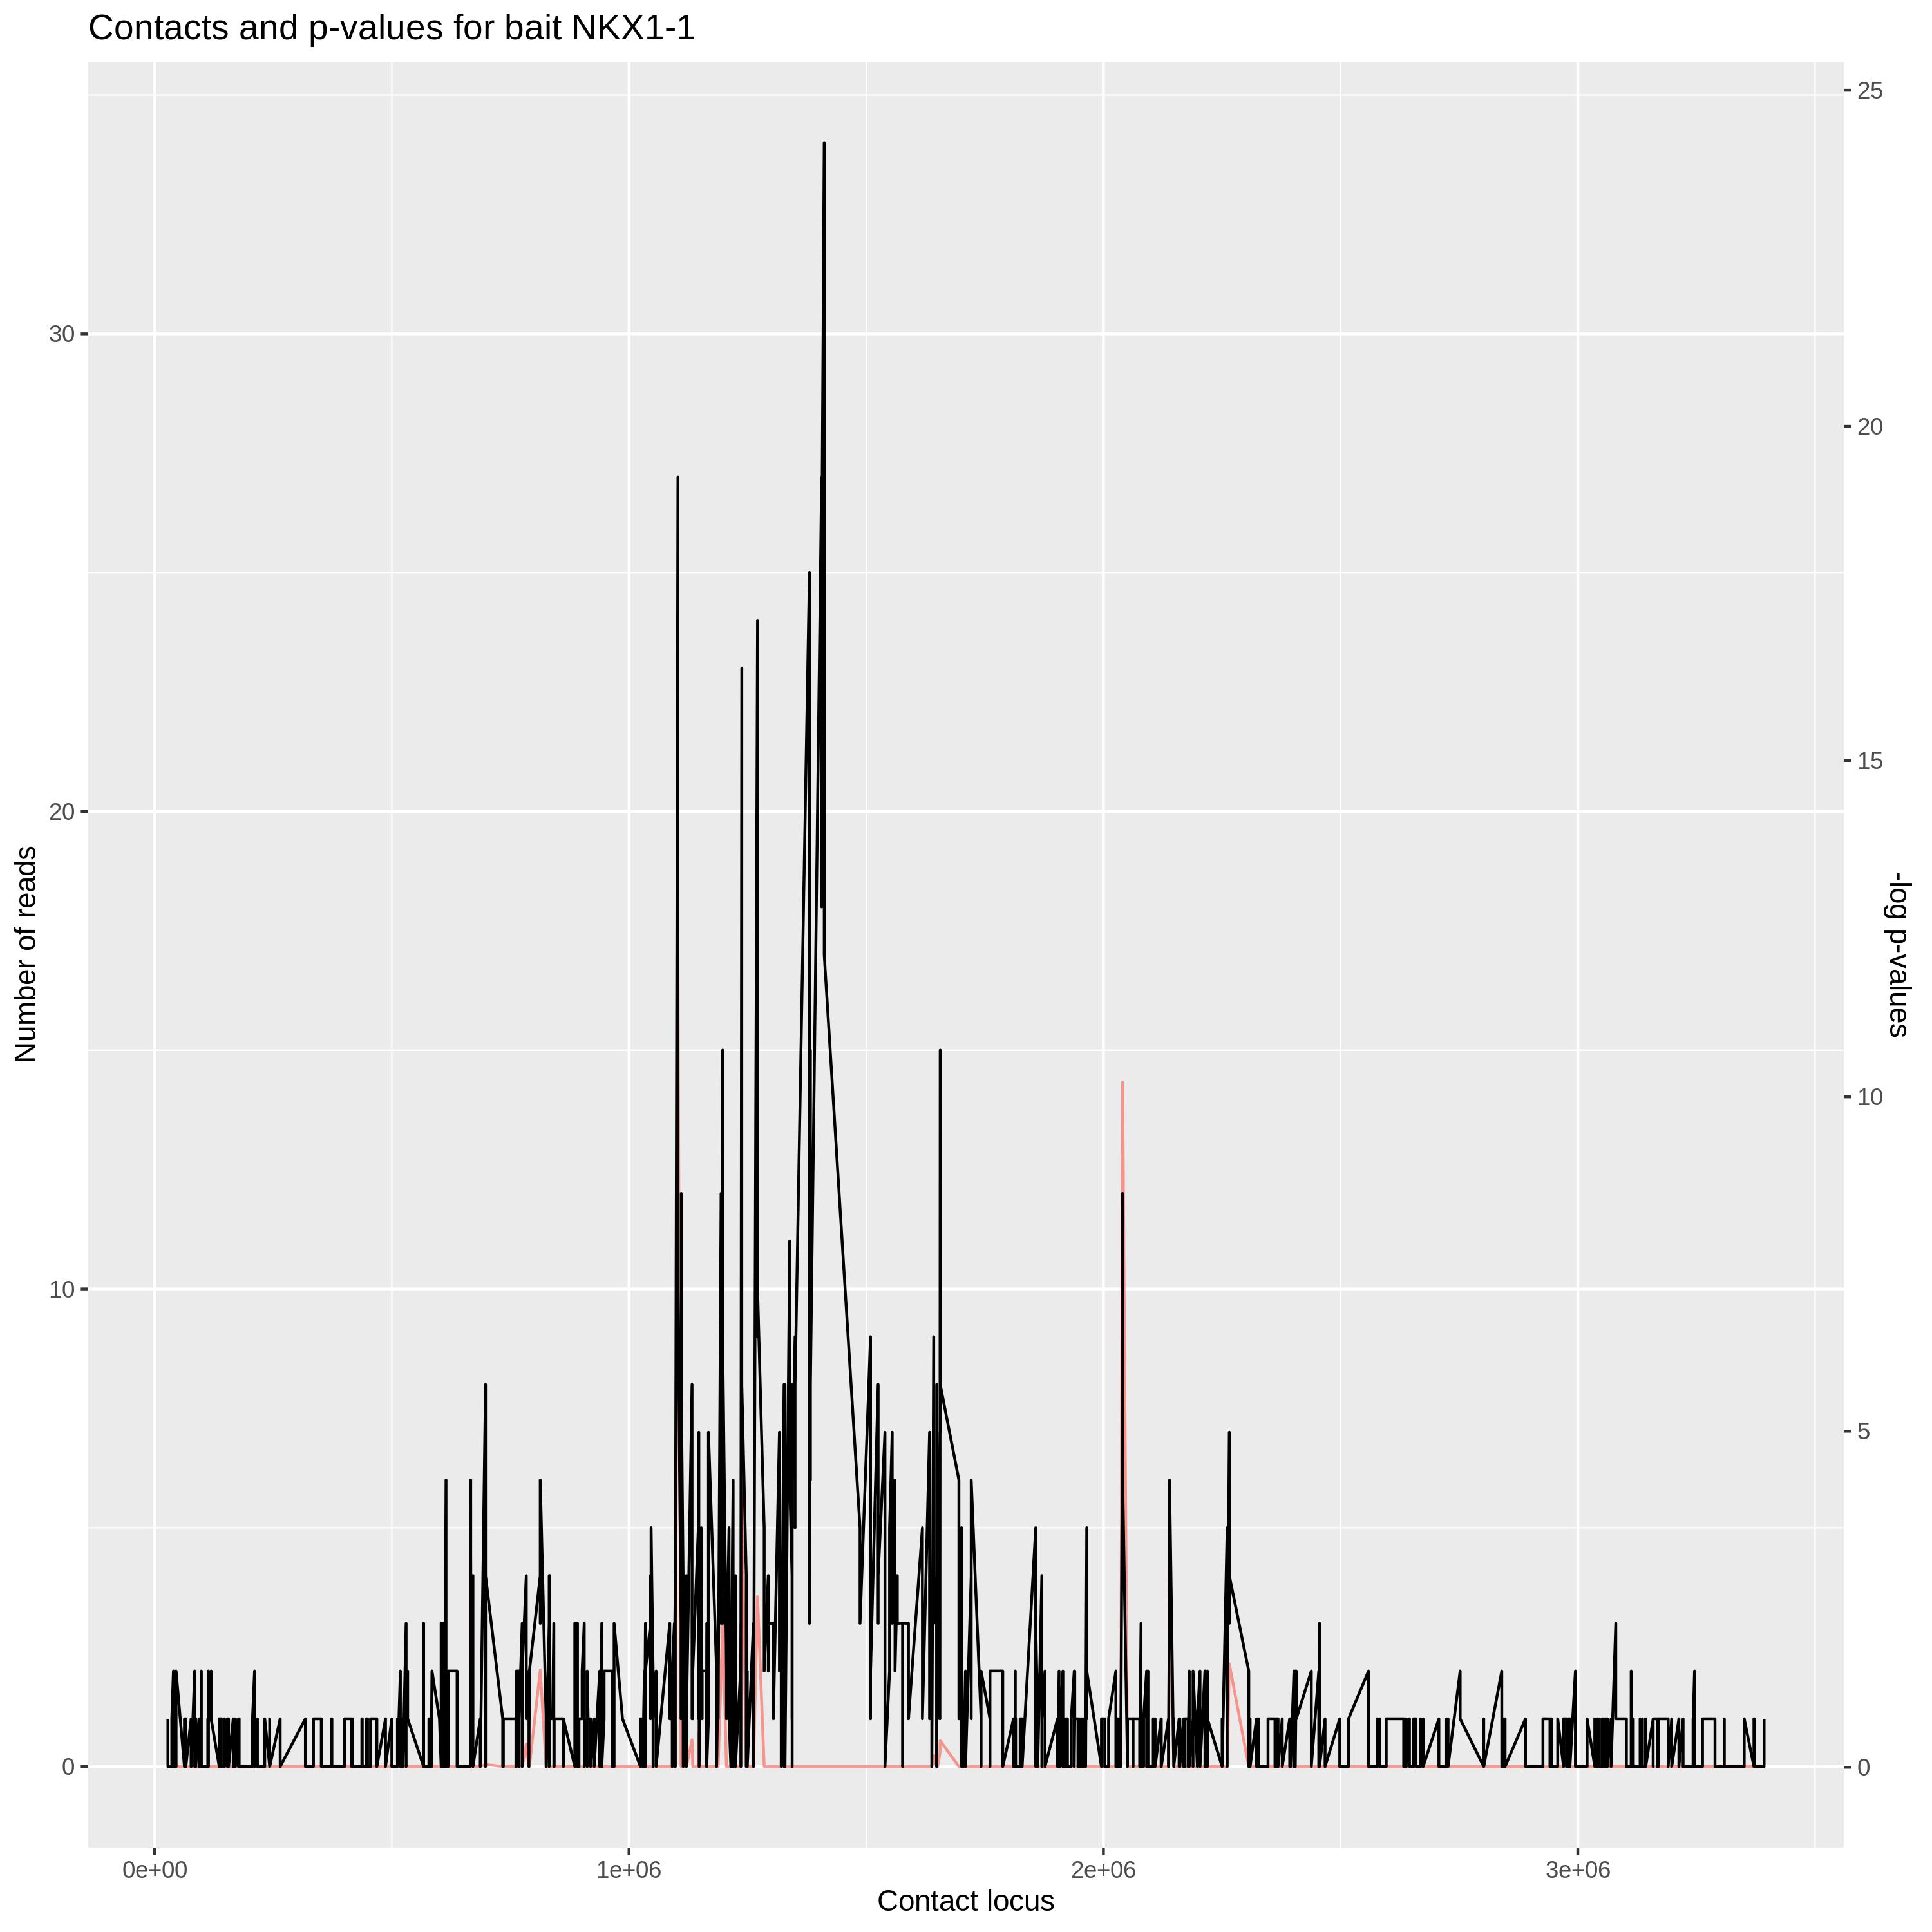 Contacts and p-values for bait NKX1-1
Number of reads
30
20
10
0
25
20
15
10
5
0
-log p-values
0e+00 1e+06 2e+06 3e+06
Contact locus